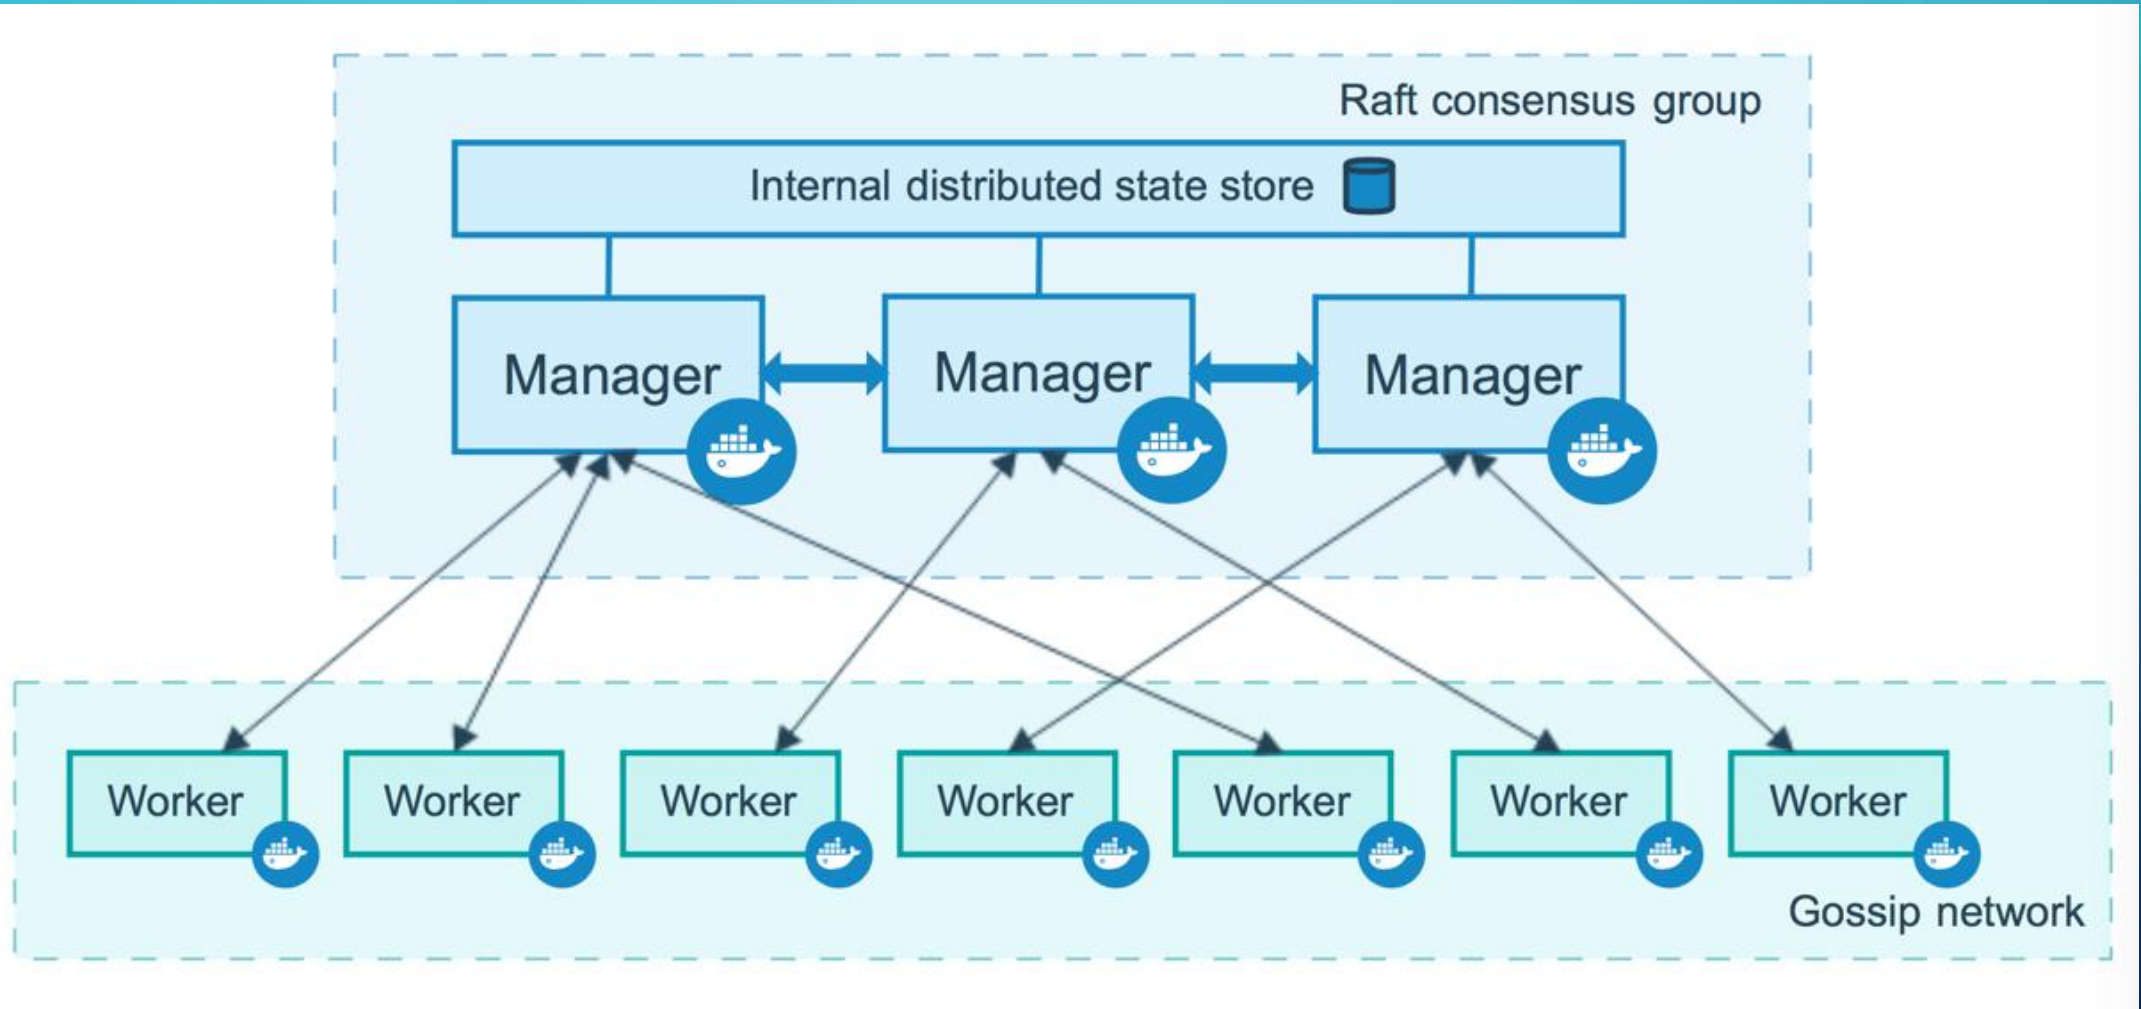 Raft consensus group
Internal distributed state store
Manager Manager Manager
Worker Worker Worker Worker Worker Worker Worker
Gossip network